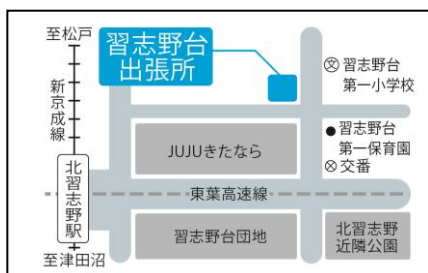 至松戸
新京成線
北習志野駅
至津田沼
習志野台
出張所
文
習志野台
第一小学校
JUJUきたなら
習志野台
第一保育園
交番
東葉高速線
習志野台団地
北習志野
近隣公園